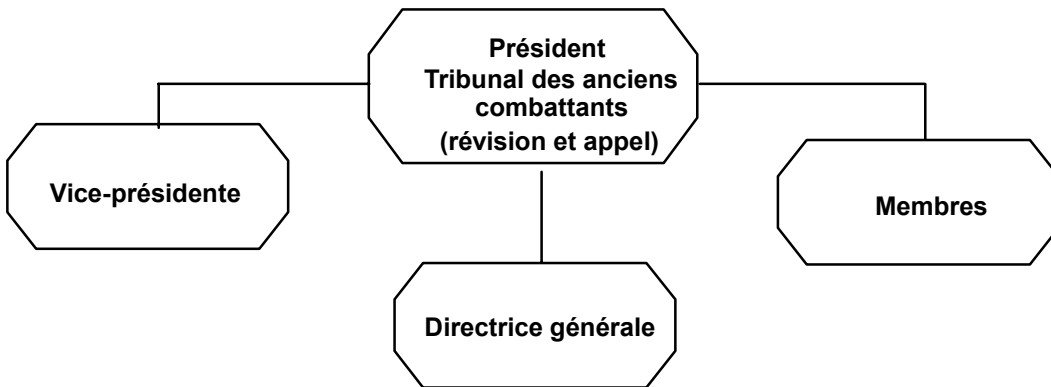 Président
Tribunal des anciens
combattants
(révision et appel)
Vice-présidente
Membres
Directrice générale